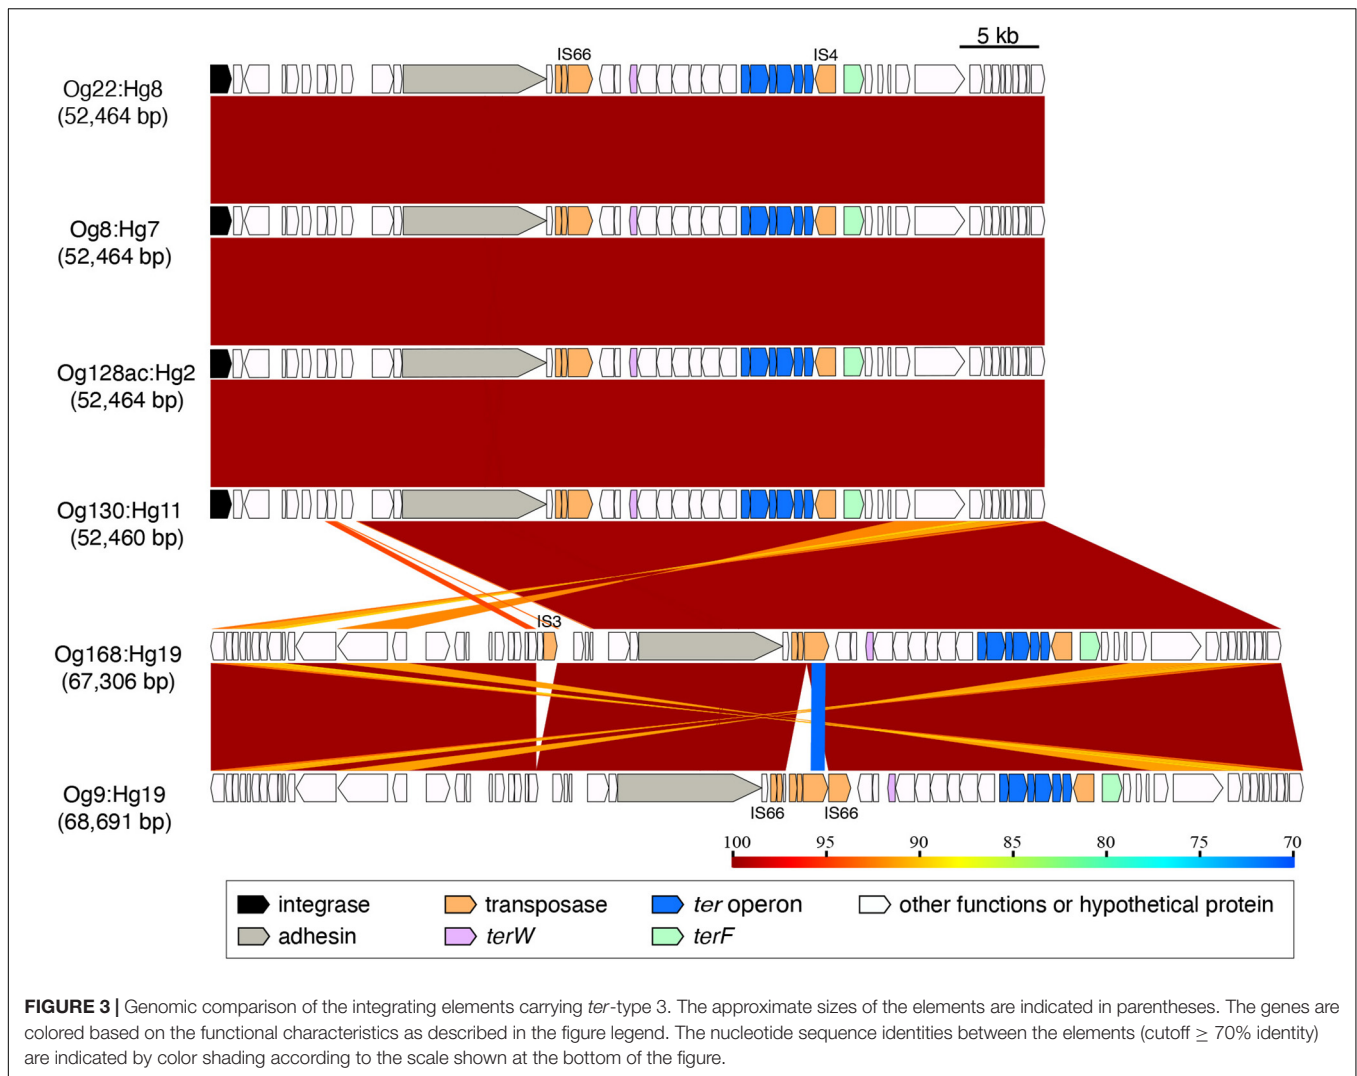 5 kb
IS66
IS4
Og22:Hg8
(52,464 bp)
Og8:Hg7
(52,464 bp)
Og128ac:Hg2
(52,464 bp)
Og130:Hg11
(52,460 bp)
IS3
Og168:Hg19
(67,306 bp)
Og9:Hg19
(68,691 bp)
IS66
IS66
100 95 90 85 80 75 70
integrase transposase ter operon other functions or hypothetical protein
adhesin terW terF
FIGURE 3 | Genomic comparison of the integrating elements carrying ter-type 3. The approximate sizes of the elements are indicated in parentheses. The genes are
colored based on the functional characteristics as described in the figure legend. The nucleotide sequence identities between the elements (cutoff ≥ 70% identity)
are indicated by color shading according to the scale shown at the bottom of the figure.